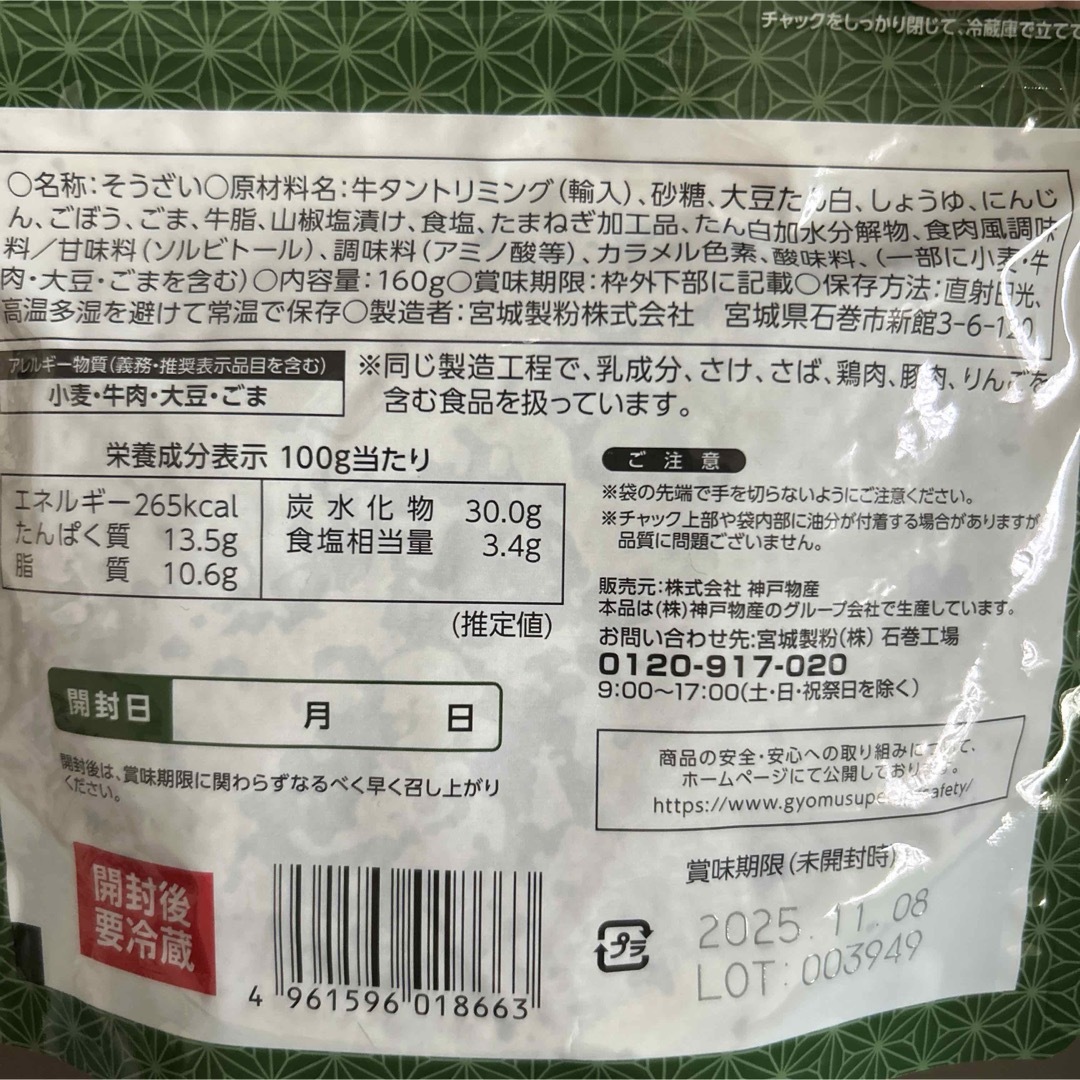 チャックをしっかり閉じて、冷蔵庫で立てて
○名称：そうざい○原材料名：牛タントリミング（輸入）、砂糖、大豆たん白、しょうゆ、にんじ
ん、ごぼう、ごま、牛脂、山椒塩漬け、食塩、たまねぎ加工品、たん白加水分解物、食肉風調味
料／甘味料（ソルビトール）、調味料（アミノ酸等）、カラメル色素、酸味料、（一部に小麦・牛
肉・大豆・ごまを含む）○内容量：160g○賞味期限：枠外下部に記載○保存方法：直射日光、
高温多湿を避けて常温で保存○製造者：宮城製粉株式会社　宮城県石巻市新館3-6-120
アレルギー物質（義務・推奨表示品目を含む）
小麦・牛肉・大豆・ごま
※同じ製造工程で、乳成分、さけ、さば、鶏肉、豚肉、りんごを
含む食品を扱っています。
栄養成分表示 100g当たり
エネルギー 265kcal
たんぱく質 13.5g
脂質 10.6g
炭水化物 30.0g
食塩相当量 3.4g
（推定値）
ご注意
※袋の先端で手を切らないようにご注意ください。
※チャック上部や袋内部に油分が付着する場合がありますが
品質に問題ございません。
販売元：株式会社 神戸物産
本品は（株）神戸物産のグループ会社で生産しています。
お問い合わせ先：宮城製粉（株） 石巻工場
0120-917-020
9:00～17:00（土・日・祝祭日を除く）
開封日 月 日
開封後は、賞味期限に関わらずなるべく早く召し上がり
ください。
商品の安全・安心への取り組みについて、
ホームページにて公開しております。
https://www.gyomusupe afety/
開封後
要冷蔵
4 961596 018663
プラ
賞味期限（未開封時）
2025.11.08
LOT:003949